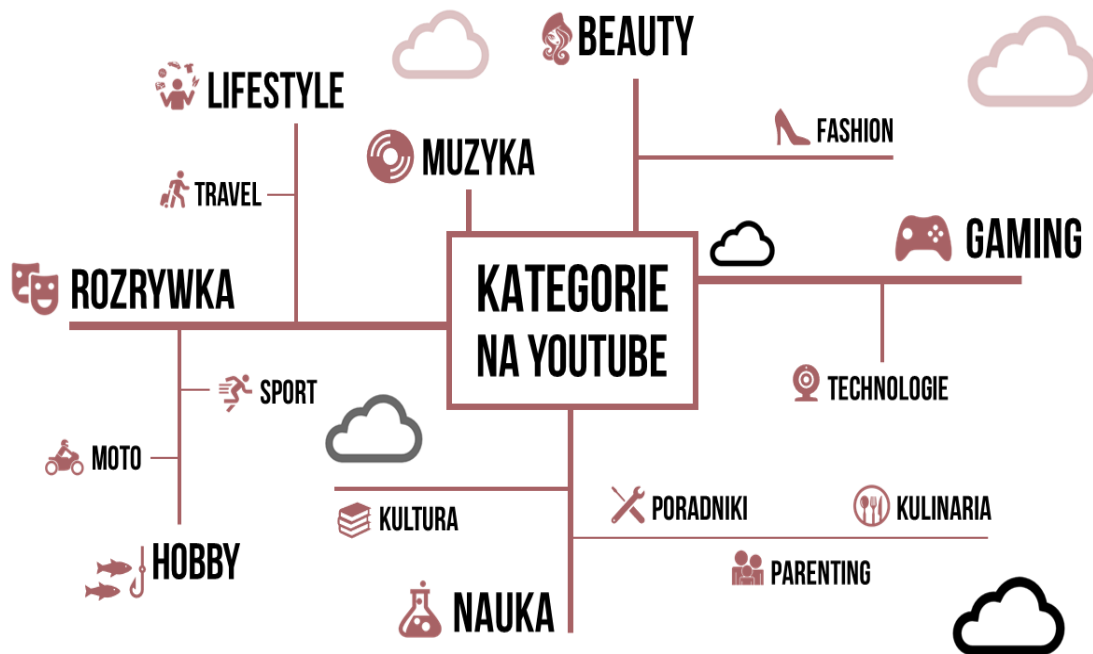 BEAUTY
LIFESTYLE
FASHION
MUZYKA
TRAVEL
GAMING
ROZRYWKA
KATEGORIE
NA YOUTUBE
SPORT
TECHNOLOGIE
MOTO
KULTURA
PORADNIKI
KULINARIA
HOBBY
PARENTING
NAUKA